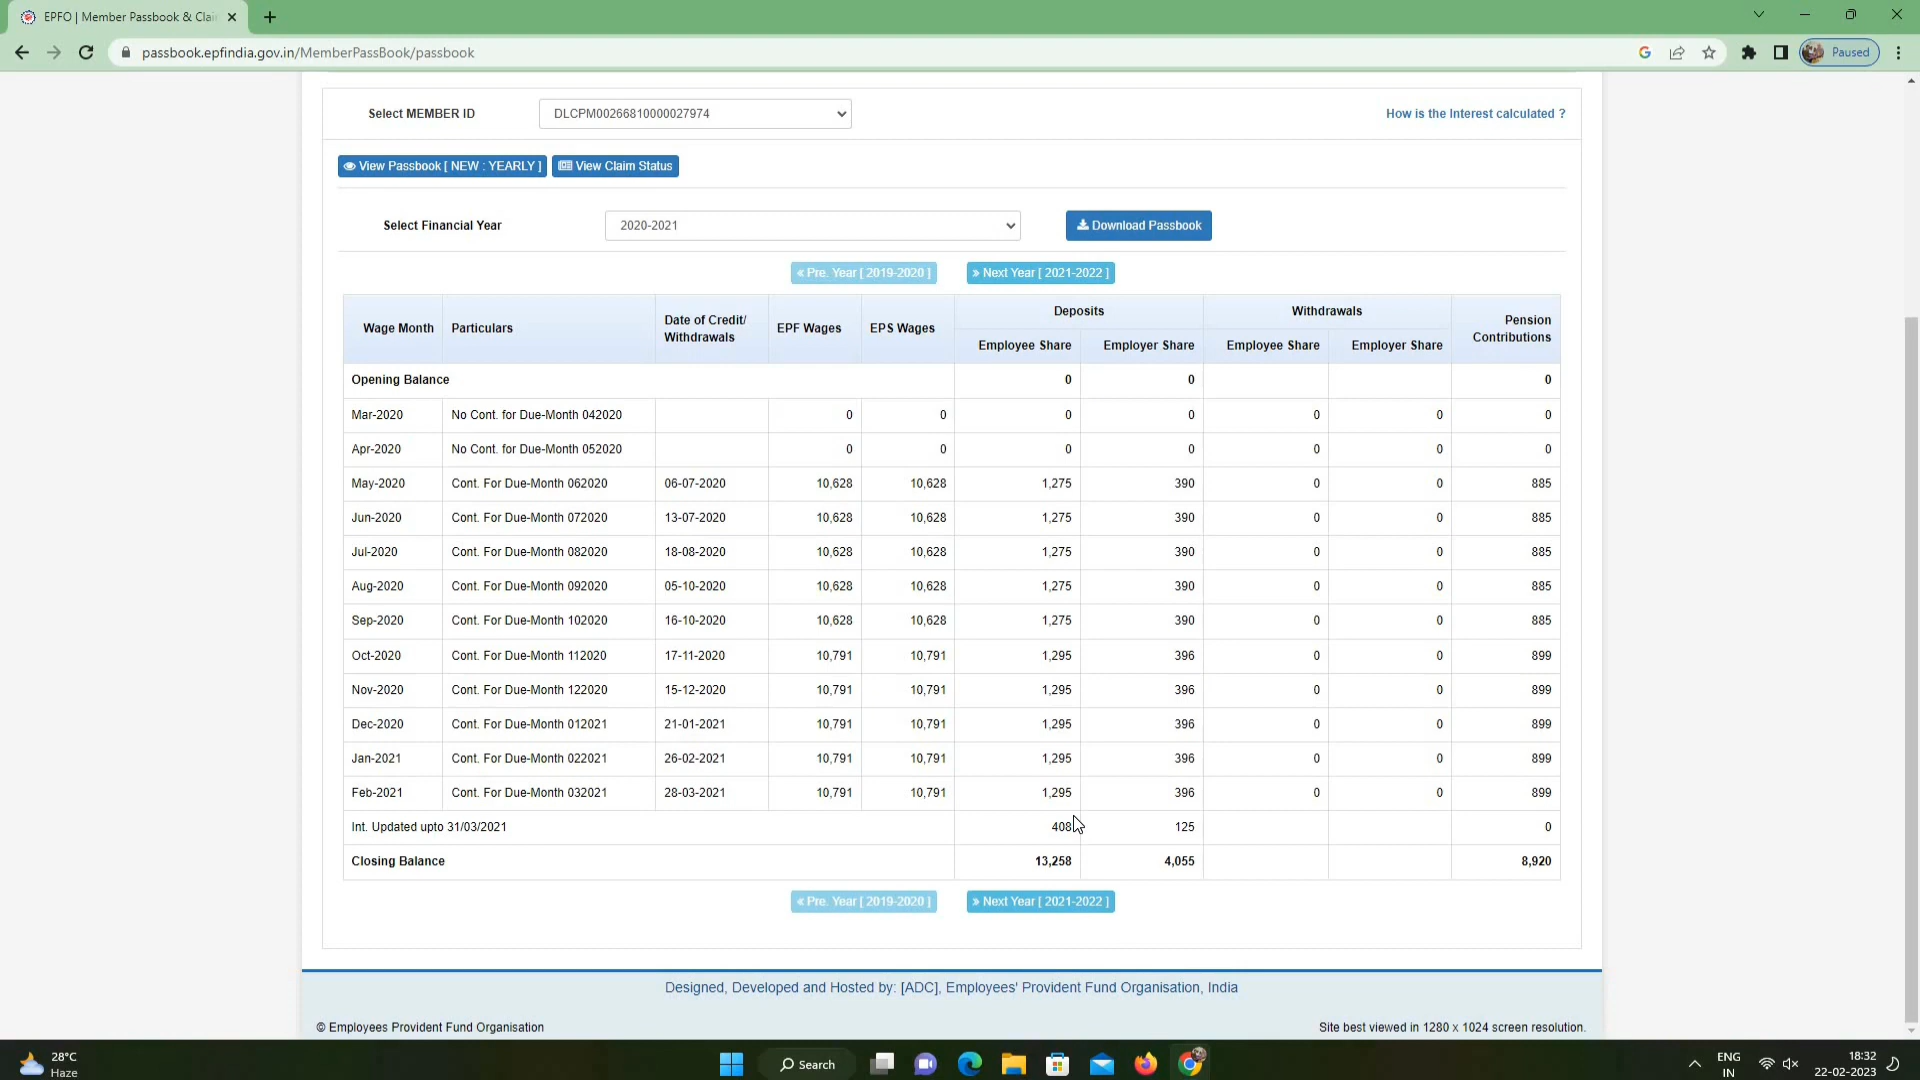 EPFO | Member Passbook & Clai
passbook.epfindia.gov.in/MemberPassBook/passbook
Paused
Select MEMBER ID DLCPM00266810000027974 How is the Interest calculated ?
View Passbook [ NEW : YEARLY ] View Claim Status
Select Financial Year 2020-2021 Download Passbook
« Pre. Year [ 2019-2020 ] » Next Year [ 2021-2022 ]
Wage Month Particulars Date of Credit/ Withdrawals EPF Wages EPS Wages Deposits Withdrawals Pension Contributions
Employee Share Employer Share Employee Share Employer Share
Opening Balance 0 0 0
Mar-2020 No Cont. for Due-Month 042020 0 0 0 0 0 0 0
Apr-2020 No Cont. for Due-Month 052020 0 0 0 0 0 0 0
May-2020 Cont. For Due-Month 062020 06-07-2020 10,628 10,628 1,275 390 0 0 885
Jun-2020 Cont. For Due-Month 072020 13-07-2020 10,628 10,628 1,275 390 0 0 885
Jul-2020 Cont. For Due-Month 082020 18-08-2020 10,628 10,628 1,275 390 0 0 885
Aug-2020 Cont. For Due-Month 092020 05-10-2020 10,628 10,628 1,275 390 0 0 885
Sep-2020 Cont. For Due-Month 102020 16-10-2020 10,628 10,628 1,275 390 0 0 885
Oct-2020 Cont. For Due-Month 112020 17-11-2020 10,791 10,791 1,295 396 0 0 899
Nov-2020 Cont. For Due-Month 122020 15-12-2020 10,791 10,791 1,295 396 0 0 899
Dec-2020 Cont. For Due-Month 012021 21-01-2021 10,791 10,791 1,295 396 0 0 899
Jan-2021 Cont. For Due-Month 022021 26-02-2021 10,791 10,791 1,295 396 0 0 899
Feb-2021 Cont. For Due-Month 032021 28-03-2021 10,791 10,791 1,295 396 0 0 899
Int. Updated upto 31/03/2021 408 125 0
Closing Balance 13,258 4,055 8,920
« Pre. Year [ 2019-2020 ] » Next Year [ 2021-2022 ]
Designed, Developed and Hosted by: [ADC], Employees' Provident Fund Organisation, India
© Employees Provident Fund Organisation Site best viewed in 1280 x 1024 screen resolution.
28°C
Haze
Search
ENG
IN
18:32
22-02-2023